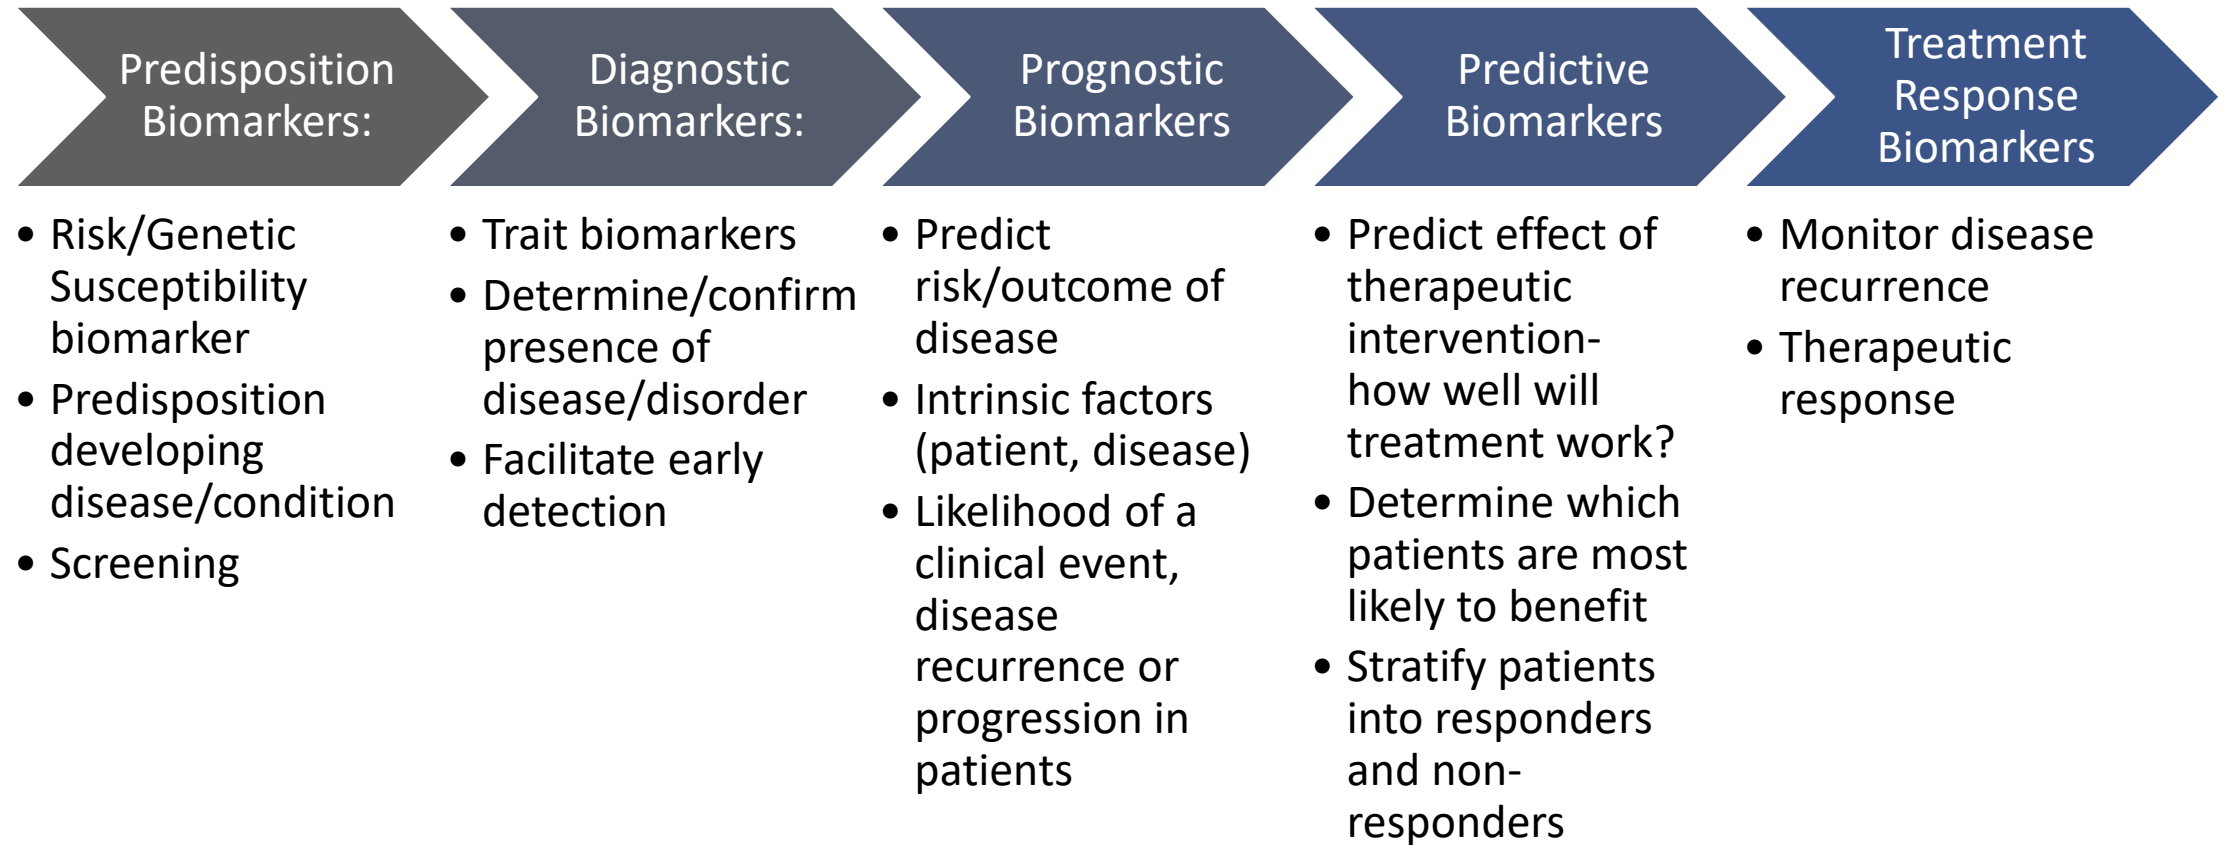 Predisposition
Biomarkers:
• Risk/Genetic
Susceptibility
biomarker
• Predisposition
developing
disease/condition
• Screening
Diagnostic
Biomarkers:
• Trait biomarkers
• Determine/confirm
presence of
disease/disorder
• Facilitate early
detection
Prognostic
Biomarkers
• Predict
risk/outcome of
disease
• Intrinsic factors
(patient, disease)
• Likelihood of a
clinical event,
disease
recurrence or
progression in
patients
Predictive
Biomarkers
• Predict effect of
therapeutic
intervention-
how well will
treatment work?
• Determine which
patients are most
likely to benefit
• Stratify patients
into responders
and non-
responders
Treatment
Response
Biomarkers
• Monitor disease
recurrence
• Therapeutic
response